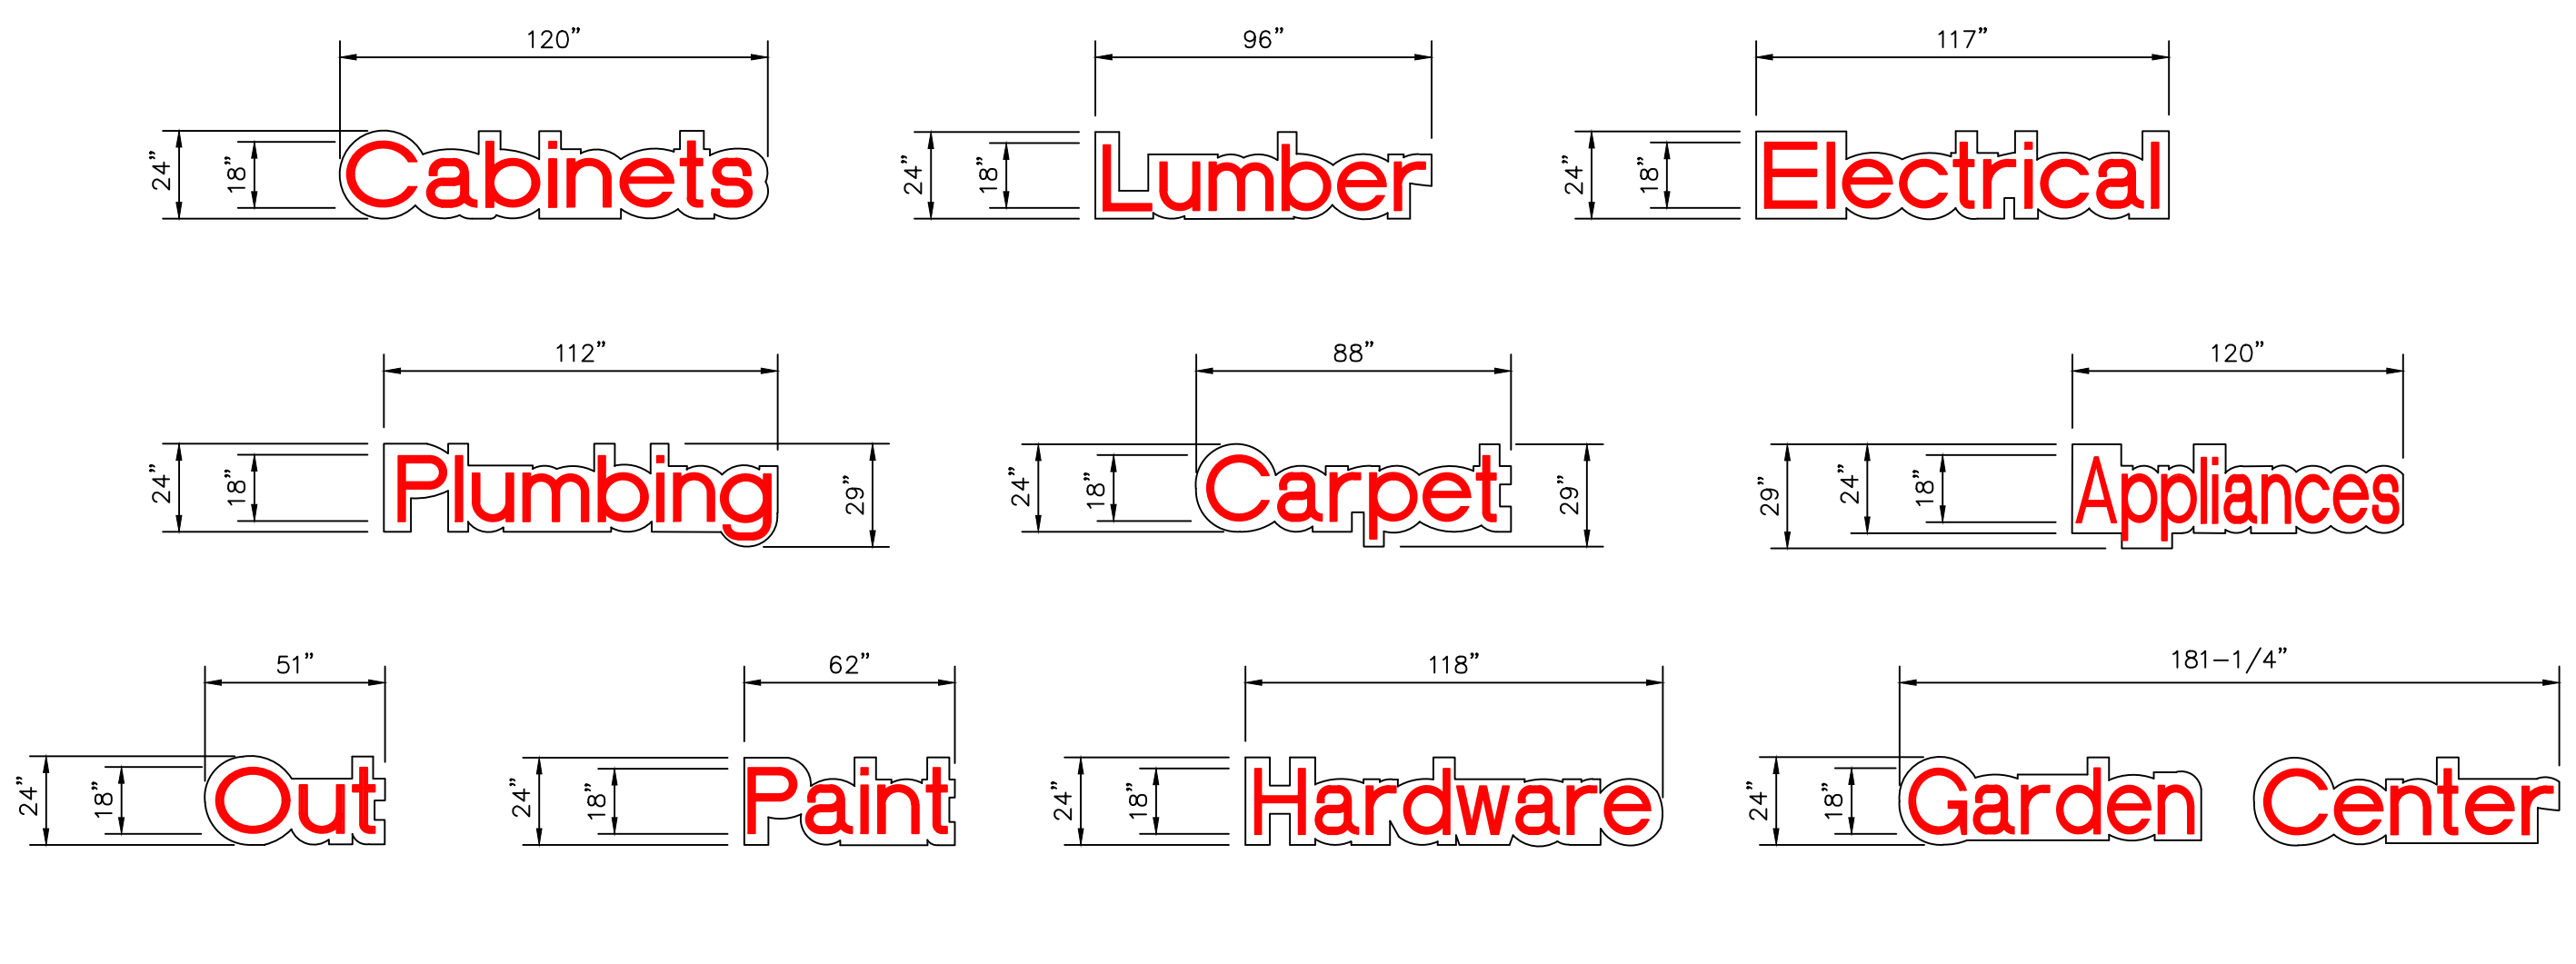 120” 96” 117”
24” 18” Cabinets 24” 18” Lumber 24” 18” Electrical
112” 88” 120”
24” 18” Plumbing 29” 24” 18” Carpet 29” 29” 24” 18” Appliances
51” 62” 118” 181-1/4”
24” 18” Out 24” 18” Paint 24” 18” Hardware 24” 18” Garden Center